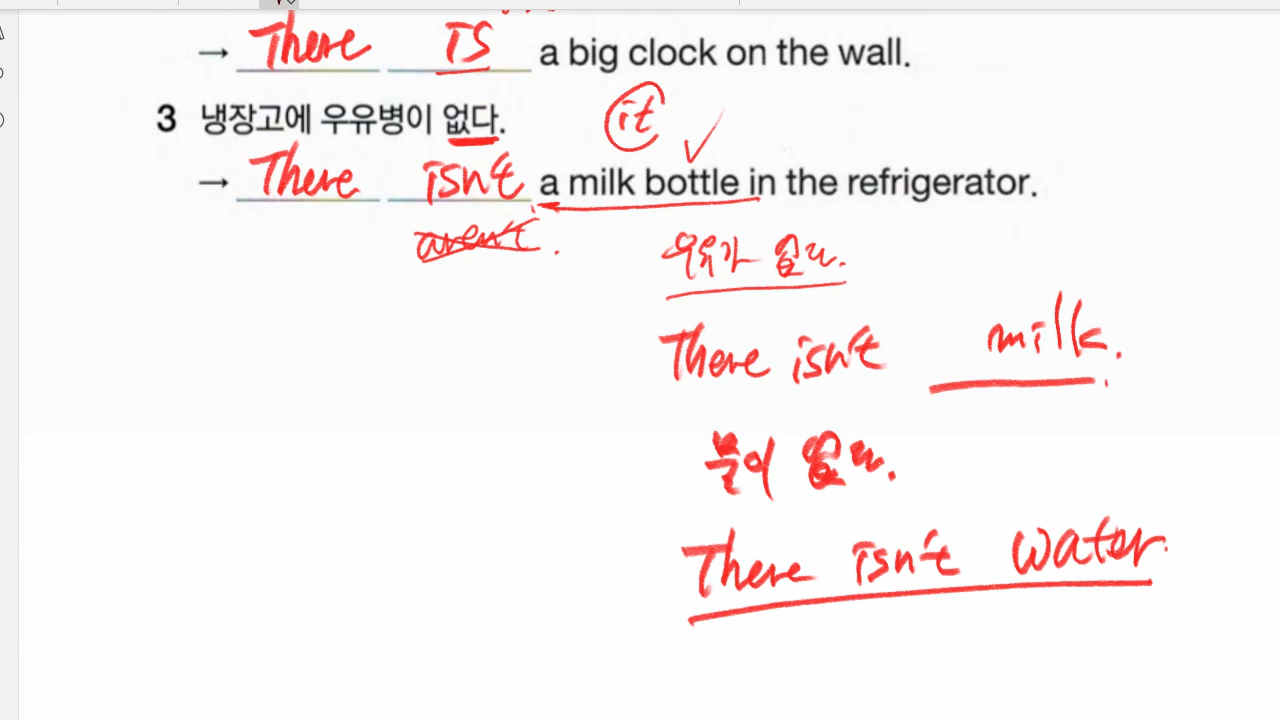 → There is a big clock on the wall.
3 냉장고에 우유병이 없다.
it
→ There isn't a milk bottle in the refrigerator.
aren't.
우유가 없다.
There isn't milk.
물이 없다.
There isn't water.